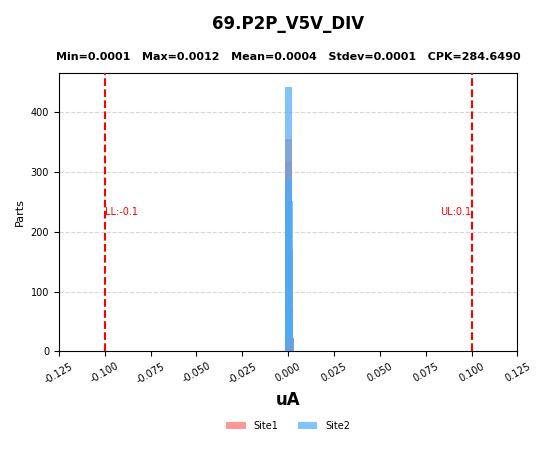 69.P2P_V5V_DIV
Min=0.0001 Max=0.0012 Mean=0.0004 Stdev=0.0001 CPK=284.6490
Parts
400
300
200
100
0
LL:-0.1
UL:0.1
-0.125 -0.100 -0.075 -0.050 -0.025 0.000 0.025 0.050 0.075 0.100 0.125
uA
Site1 Site2